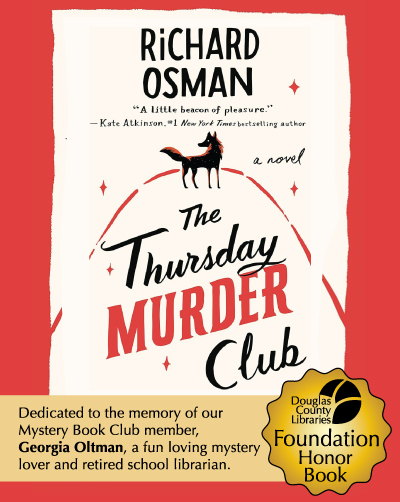 RiCHARD
OSMAN
"A little beacon of pleasure."
—Kate Atkinson, #1 New York Times bestselling author
a novel
The
Thursday
MURDER
Club
Dedicated to the memory of our
Mystery Book Club member,
Georgia Oltman, a fun loving mystery
lover and retired school librarian.
Douglas
County
Libraries
Foundation
Honor
Book